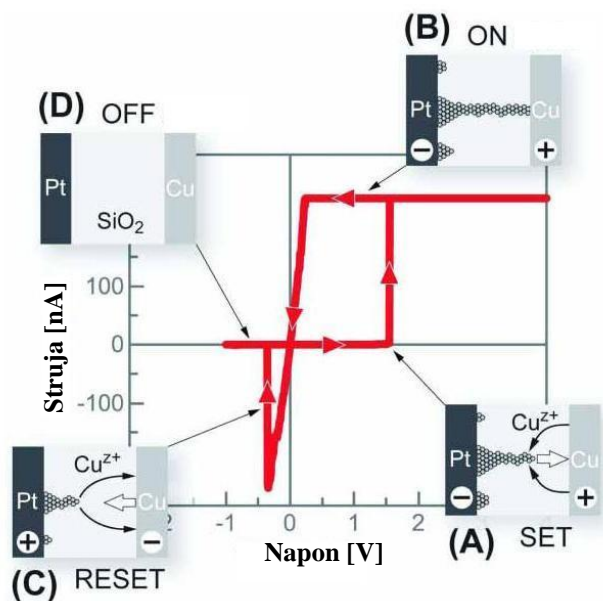 (B) ON
Pt
Cu
− +
(D) OFF
Pt
Cu
SiO2
Struja [nA]
100
0
-100
Cu^z+
Pt
Cu
+ −
(C) RESET
Cu^z+
Pt
Cu
− +
(A) SET
2 -1 0 1 2
Napon [V]